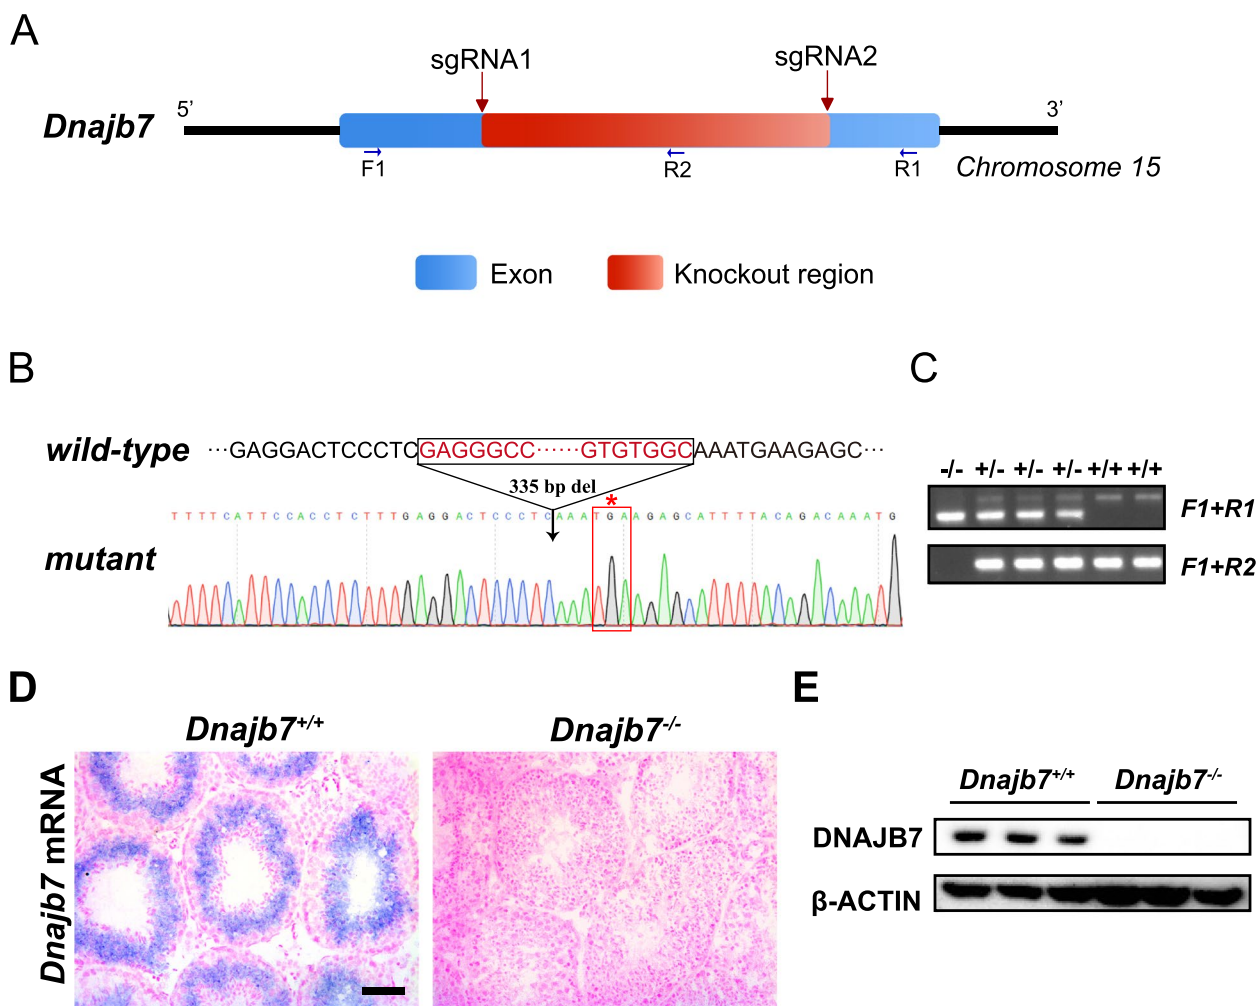 A
sgRNA1
sgRNA2
5’
3’
Dnajb7
F1
R2
R1
Chromosome 15
Exon
Knockout region
B
wild-type
···GAGGACTCCCTCGAGGGCC······GTGTGGCAAATGAAGAGC···
335 bp del
*
TTTTCATTCCACCTCTTTGAGGACTCCCTCAAATGAAGAGCATTTTACAGACAAATG
mutant
C
-/- +/- +/- +/- +/+ +/+
F1+R1
F1+R2
D
Dnajb7+/+
Dnajb7-/-
Dnajb7 mRNA
E
Dnajb7+/+
Dnajb7-/-
DNAJB7
β-ACTIN